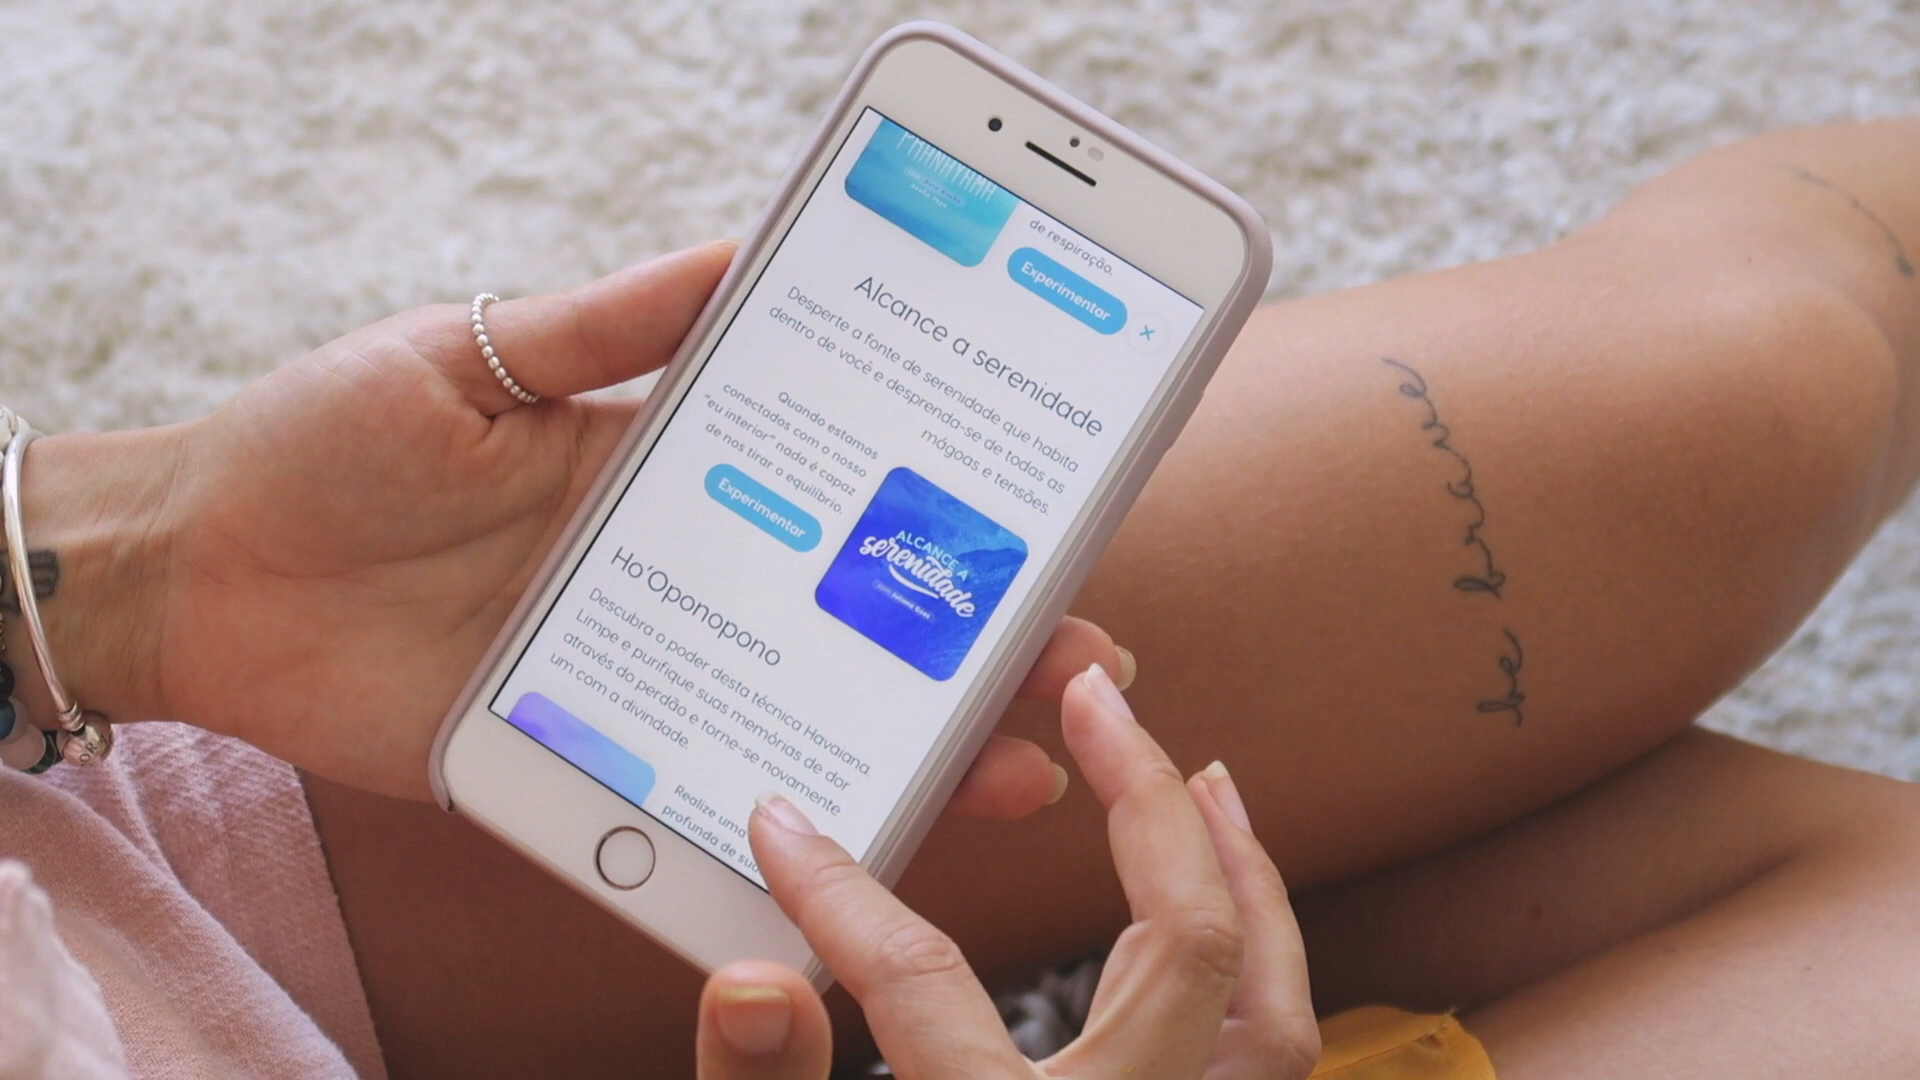 PRANAYAMA
de respiração.
Experimentar
Alcance a serenidade
Desperte a fonte de serenidade que habita
dentro de você e desprenda-se de todas as
mágoas e tensões.
Quando estamos
conectados com o nosso
"eu interior" nada é capaz
de nos tirar o equilíbrio.
Experimentar
ALCANCE A
serenidade
Ho'Oponopono
Descubra o poder desta técnica Havaiana.
Limpe e purifique suas memórias de dor
através do perdão e torne-se novamente
um com a divindade.
Realize uma
profunda de
be brave